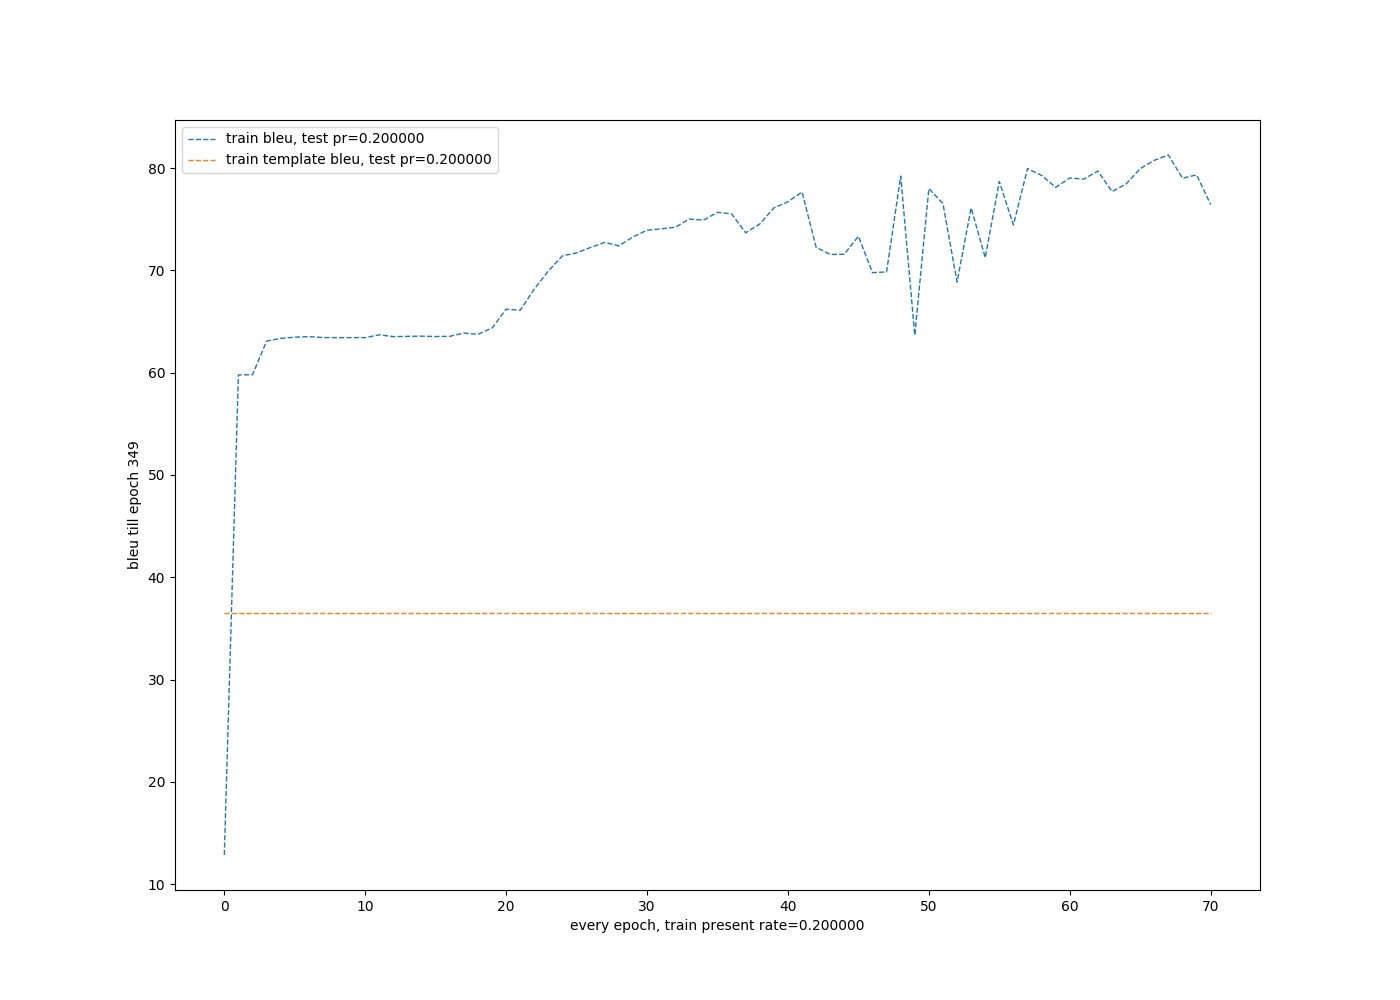 train bleu, test pr=0.200000
train template bleu, test pr=0.200000
80
70
60
50
40
30
20
10
bleu till epoch 349
0 10 20 30 40 50 60 70
every epoch, train present rate=0.200000